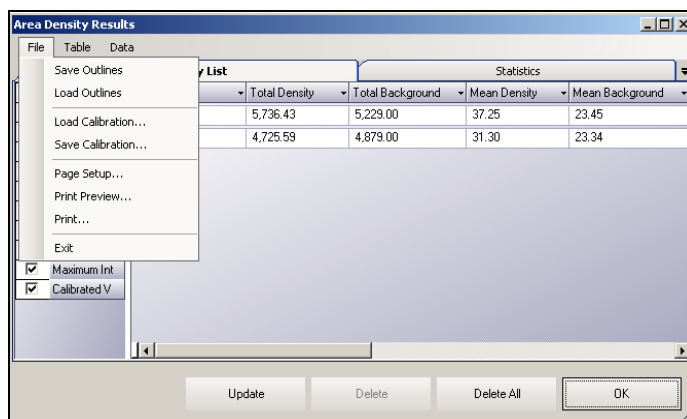 Area Density Results
File Table Data
y List Statistics
Total Density Total Background Mean Density Mean Background
5,736.43 5,229.00 37.25 23.45
4,725.59 4,879.00 31.30 23.34
Save Outlines
Load Outlines
Load Calibration...
Save Calibration...
Page Setup...
Print Preview...
Print...
Exit
Maximum Int
Calibrated V
Update Delete Delete All OK